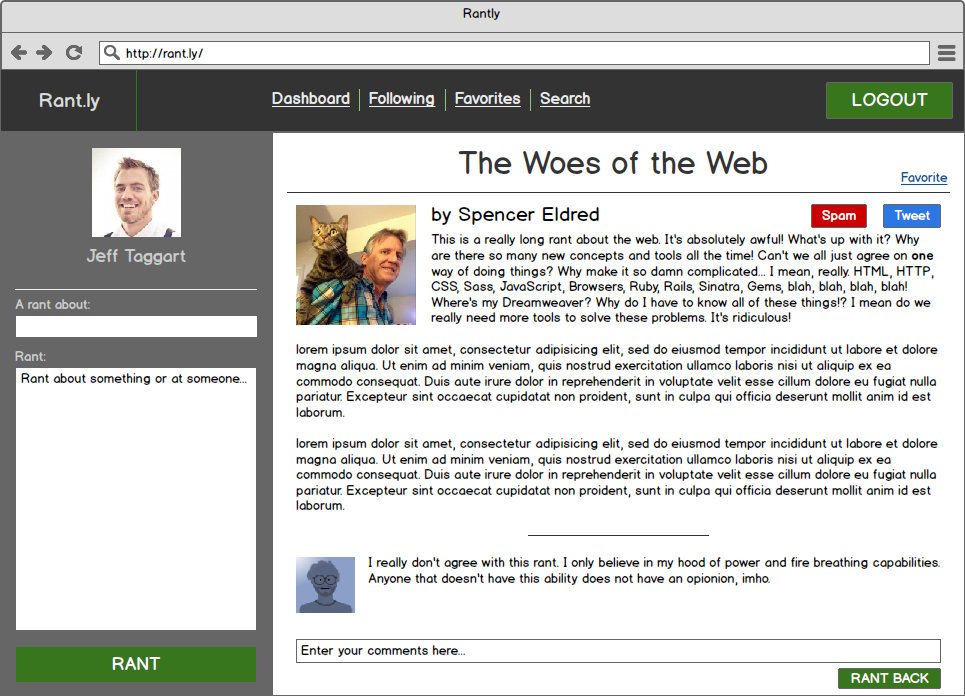 Rantly
http://rant.ly/
Rant.ly
Dashboard
Following
Favorites
Search
LOGOUT
Jeff Taggart
A rant about:
Rant:
Rant about something or at someone...
RANT
The Woes of the Web
Favorite
by Spencer Eldred
Spam
Tweet
This is a really long rant about the web. It's absolutely awful! What's up with it? Why
are there so many new concepts and tools all the time! Can't we all just agree on one
way of doing things? Why make it so damn complicated... I mean, really. HTML, HTTP,
CSS, Sass, JavaScript, Browsers, Ruby, Rails, Sinatra, Gems, blah, blah, blah, blah!
Where's my Dreamweaver? Why do I have to know all of these things!? I mean do we
really need more tools to solve these problems. It's ridiculous!
lorem ipsum dolor sit amet, consectetur adipisicing elit, sed do eiusmod tempor incididunt ut labore et dolore
magna aliqua. Ut enim ad minim veniam, quis nostrud exercitation ullamco laboris nisi ut aliquip ex ea
commodo consequat. Duis aute irure dolor in reprehenderit in voluptate velit esse cillum dolore eu fugiat nulla
pariatur. Excepteur sint occaecat cupidatat non proident, sunt in culpa qui officia deserunt mollit anim id est
laborum.
lorem ipsum dolor sit amet, consectetur adipisicing elit, sed do eiusmod tempor incididunt ut labore et dolore
magna aliqua. Ut enim ad minim veniam, quis nostrud exercitation ullamco laboris nisi ut aliquip ex ea
commodo consequat. Duis aute irure dolor in reprehenderit in voluptate velit esse cillum dolore eu fugiat nulla
pariatur. Excepteur sint occaecat cupidatat non proident, sunt in culpa qui officia deserunt mollit anim id est
laborum.
I really don't agree with this rant. I only believe in my hood of power and fire breathing capabilities.
Anyone that doesn't have this ability does not have an opionion, imho.
Enter your comments here...
RANT BACK